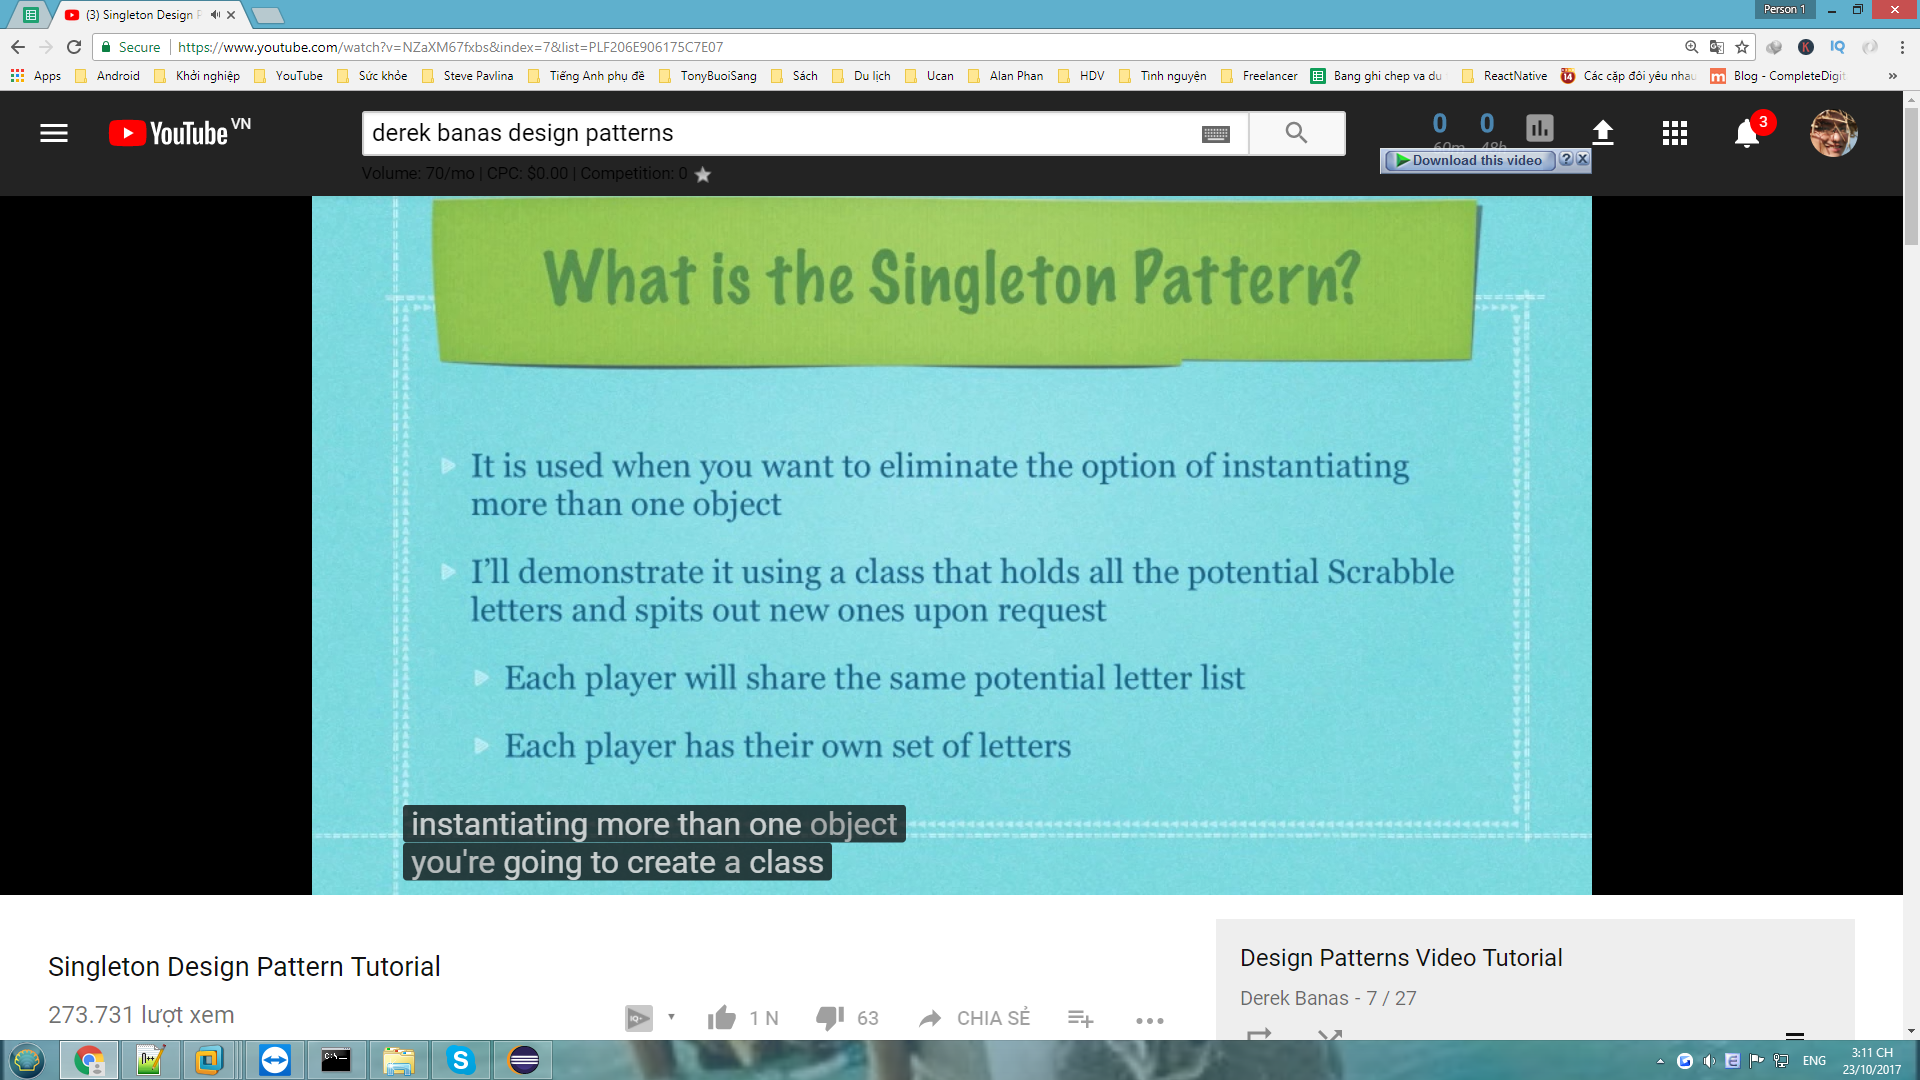 (3) Singleton Design P
Person 1
Secure
https://www.youtube.com/watch?v=NZaXM67fxbs&index=7&list=PLF206E906175C7E07
Apps Android Khởi nghiệp YouTube Sức khỏe Steve Pavlina Tiếng Anh phụ đề TonyBuoiSang Sách Du lịch Ucan Alan Phan HDV Tình nguyện Freelancer Bang ghi chep va du ReactNative Các cặp đôi yêu nhau Blog - CompleteDigit
YouTube VN
derek banas design patterns
0 0
60m 48h
3
Download this video
Volume: 70/mo | CPC: $0.00 | Competition: 0
What is the Singleton Pattern?
It is used when you want to eliminate the option of instantiating
more than one object
I'll demonstrate it using a class that holds all the potential Scrabble
letters and spits out new ones upon request
Each player will share the same potential letter list
Each player has their own set of letters
instantiating more than one object
you're going to create a class
Singleton Design Pattern Tutorial
273.731 lượt xem
1 N
63
CHIA SẺ
Design Patterns Video Tutorial
Derek Banas - 7 / 27
ENG
3:11 CH
23/10/2017